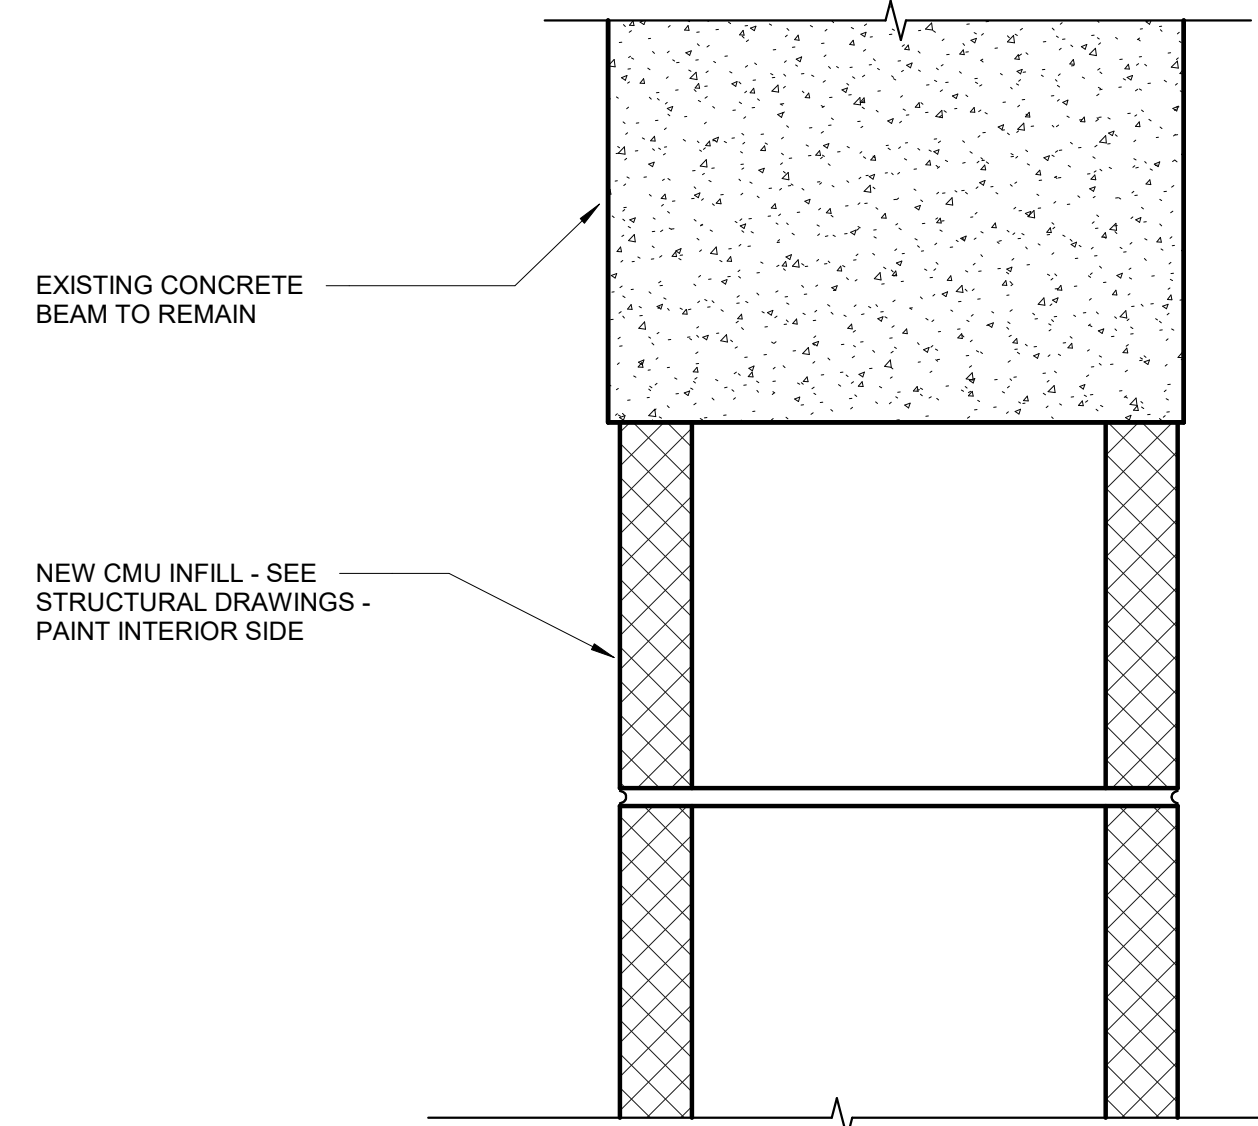 EXISTING CONCRETE
BEAM TO REMAIN
NEW CMU INFILL - SEE
STRUCTURAL DRAWINGS -
PAINT INTERIOR SIDE